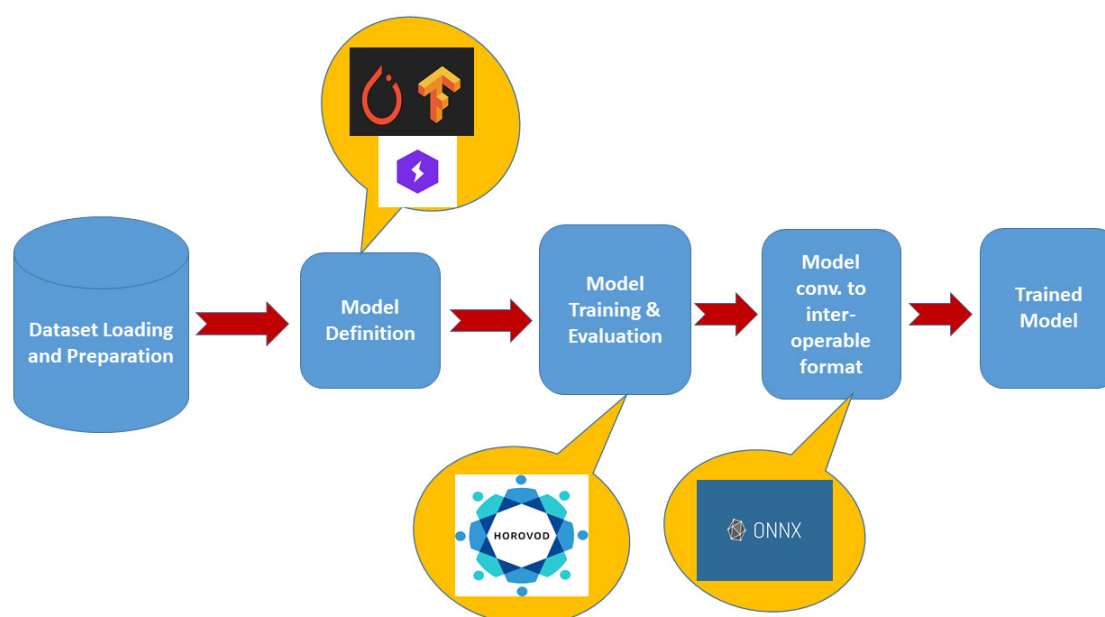 Dataset Loading
and Preparation
Model
Definition
Model
Training &
Evaluation
Model
conv. to
inter-
operable
format
Trained
Model
HOROVOD
ONNX